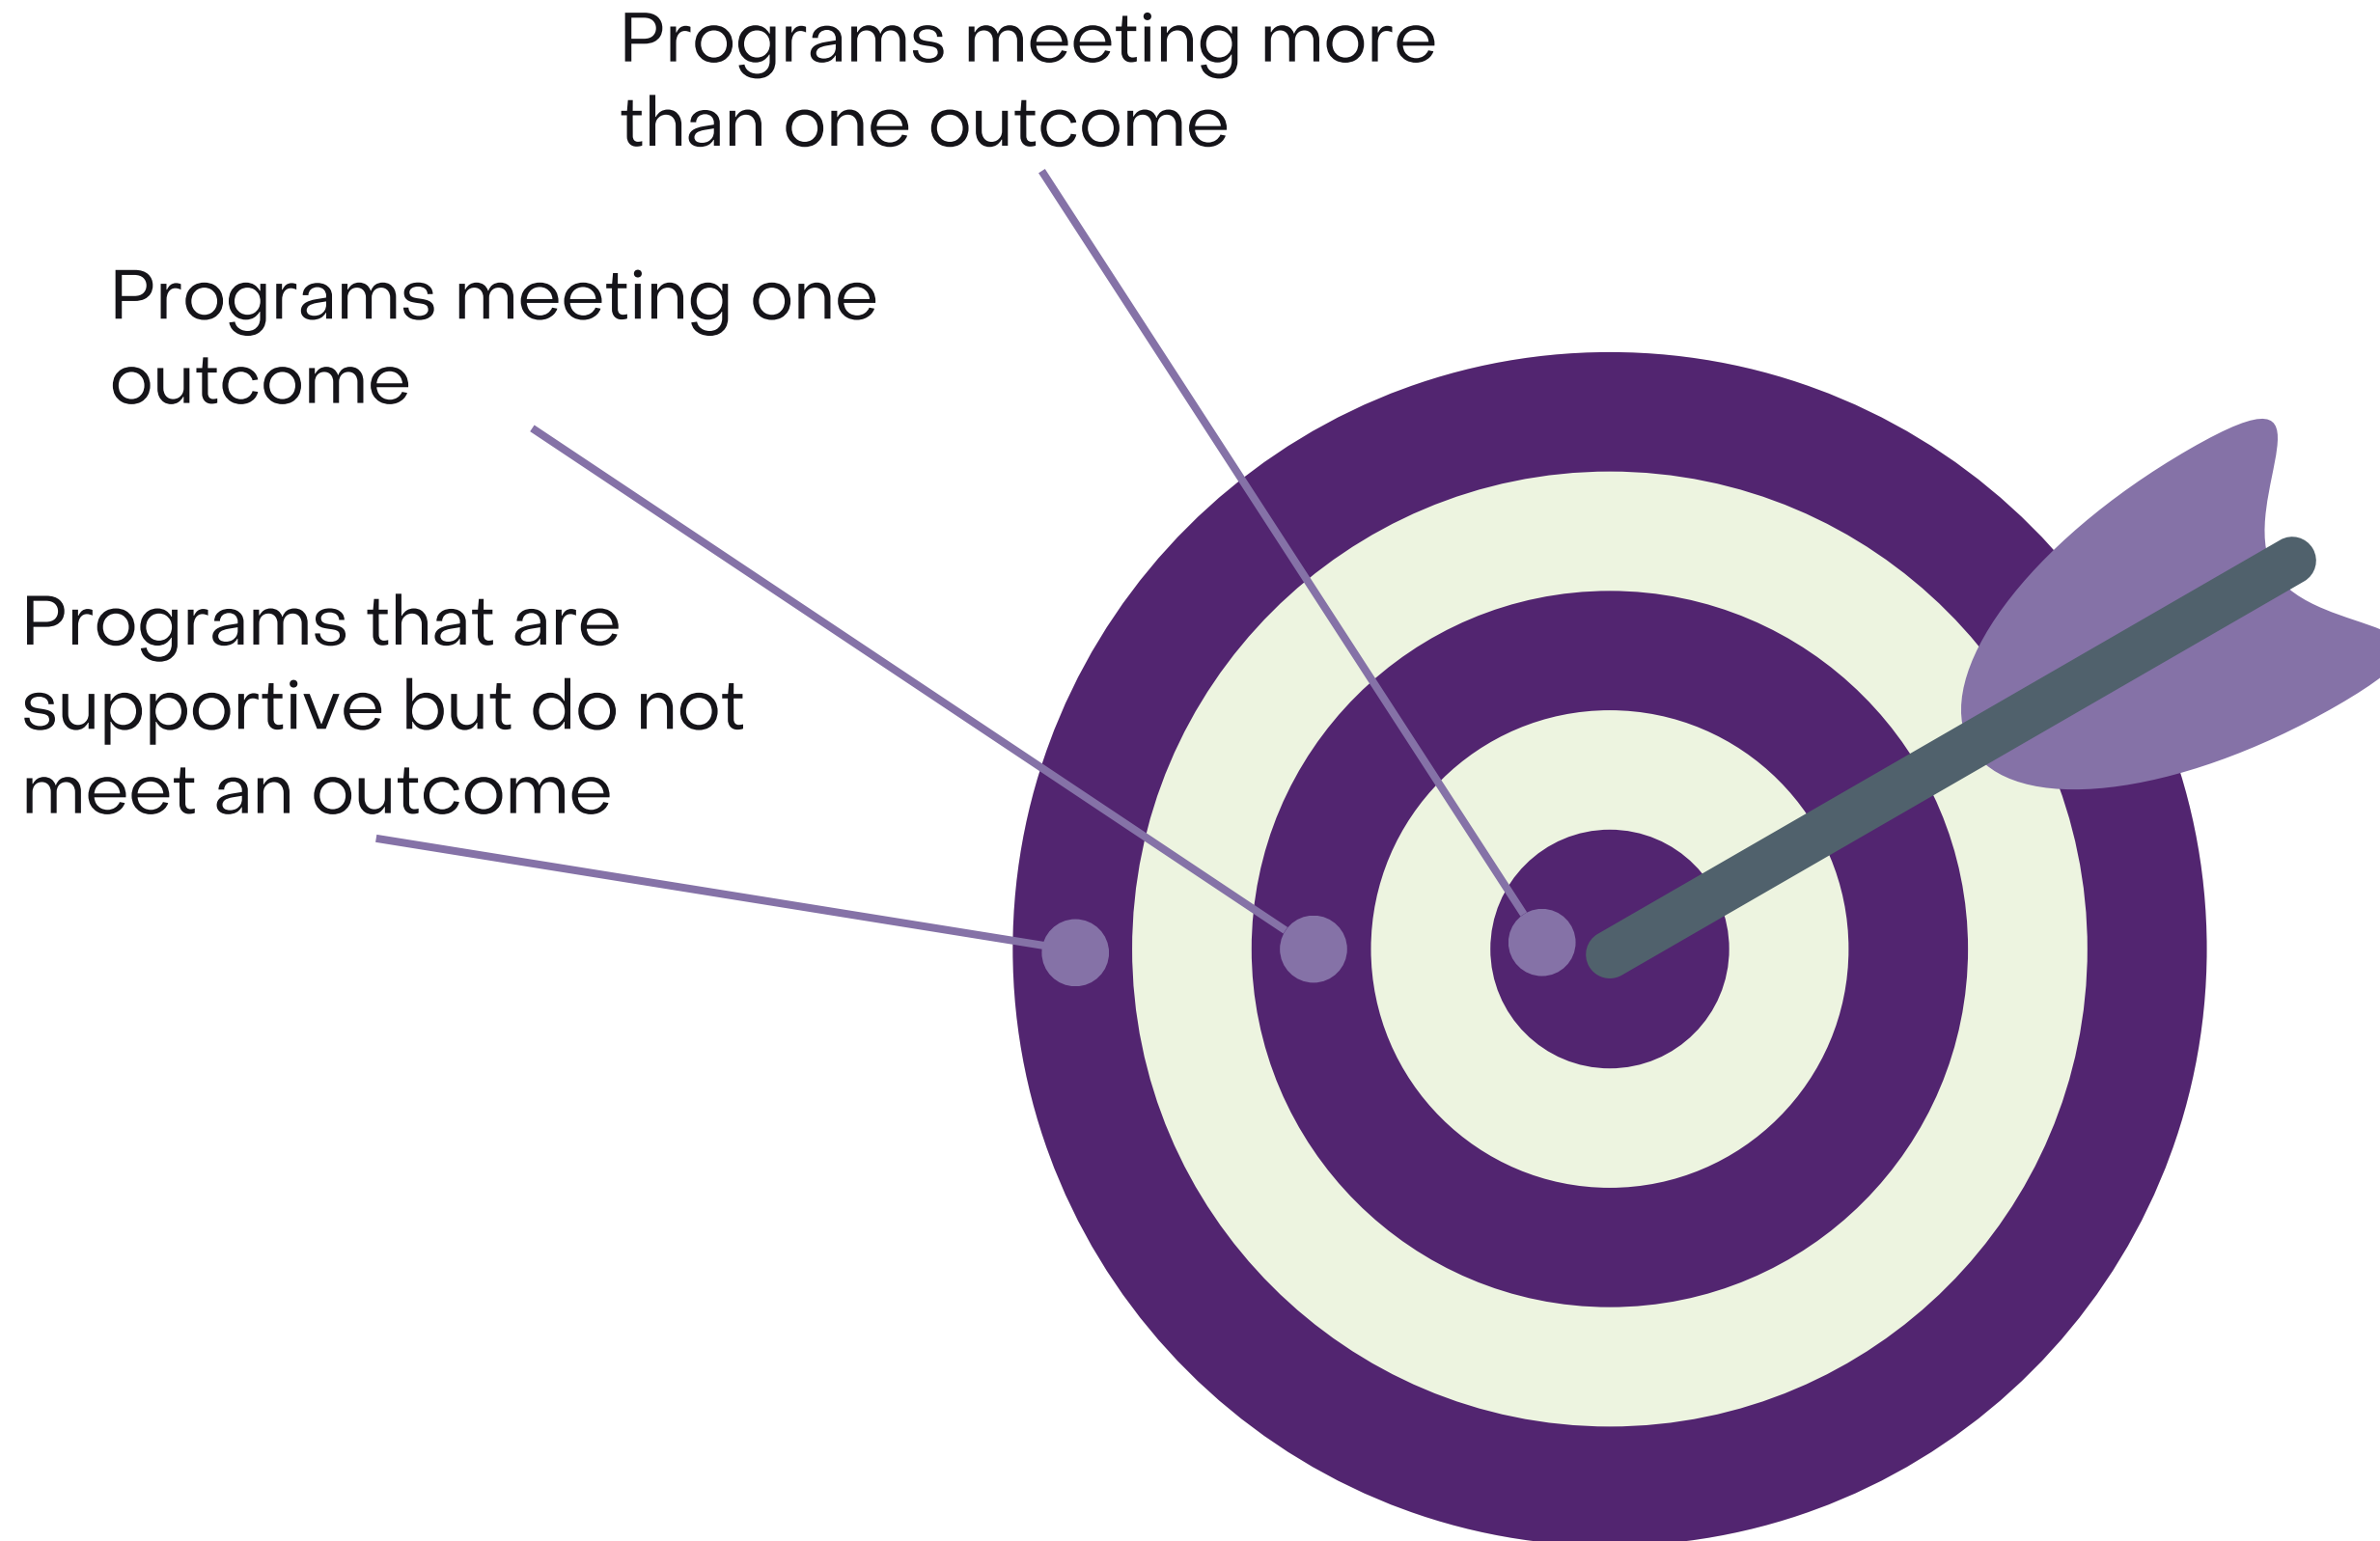 Programs meeting more
than one outcome
Programs meeting one
outcome
Programs that are
supportive but do not
meet an outcome